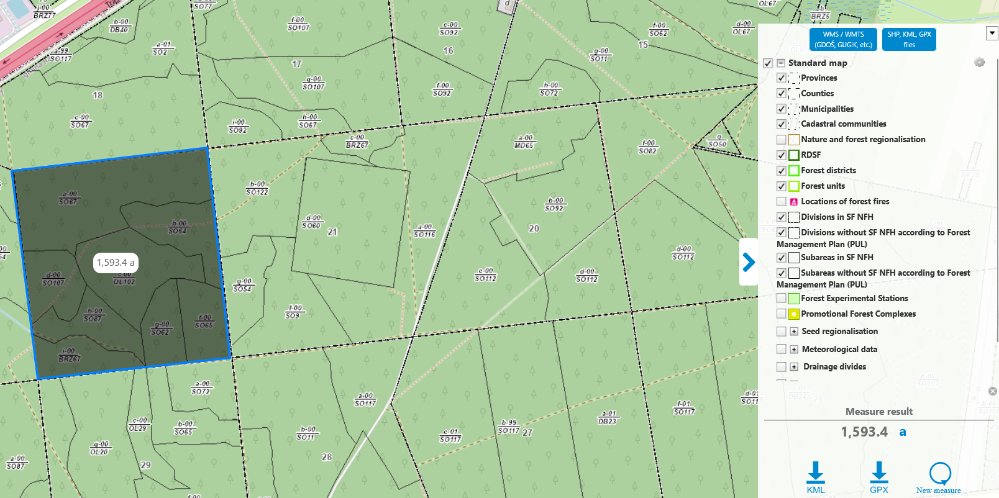 j-00
BRZ77
b-00
DB40
SO77
f-00
SO107
c-00
SO92
d
f-00
SO62
d-00
OL67
OL67
b
BRZ5
a-99
SO117
a-01
SO2
17
16
15
g-00
SO11
18
g-00
SO107
f-00
SO92
h-00
SO72
c-00
SO67
i-00
SO92
h-00
SO67
c-00
BRZ67
a-00
MD65
f-00
SO82
g
SO50
a-00
SO67
b-00
SO122
b-00
SO92
b-00
SO64
d-00
SO60
21
a-00
SO116
20
1,593.4 a
d-00
SO107
c-00
OL102
d-00
SO112
c-00
SO112
d-00
SO112
g-00
SO54
h-00
SO87
g-00
SO62
f-00
SO65
f-00
SO9
i-00
BRZ67
a-00
SO72
a-00
SO117
d-01
f-01
SO117
a-01
DB23
c-00
OL29
b-00
SO65
b-00
SO11
b-99
SO117
27
c-01
SO117
g-00
OL20
a-00
SO87
29
28
f-00
WMS / WMTS
(GDOŚ, GUGIK, etc.)
SHP, KML, GPX
files
Standard map
Provinces
Counties
Municipalities
Cadastral communities
Nature and forest regionalisation
RDSF
Forest districts
Forest units
Locations of forest fires
Divisions in SF NFH
Divisions without SF NFH according to Forest
Management Plan (PUL)
Subareas in SF NFH
Subareas without SF NFH according to Forest
Management Plan (PUL)
Forest Experimental Stations
Promotional Forest Complexes
Seed regionalisation
Meteorological data
Drainage divides
Measure result
1,593.4 a
KML
GPX
New measure